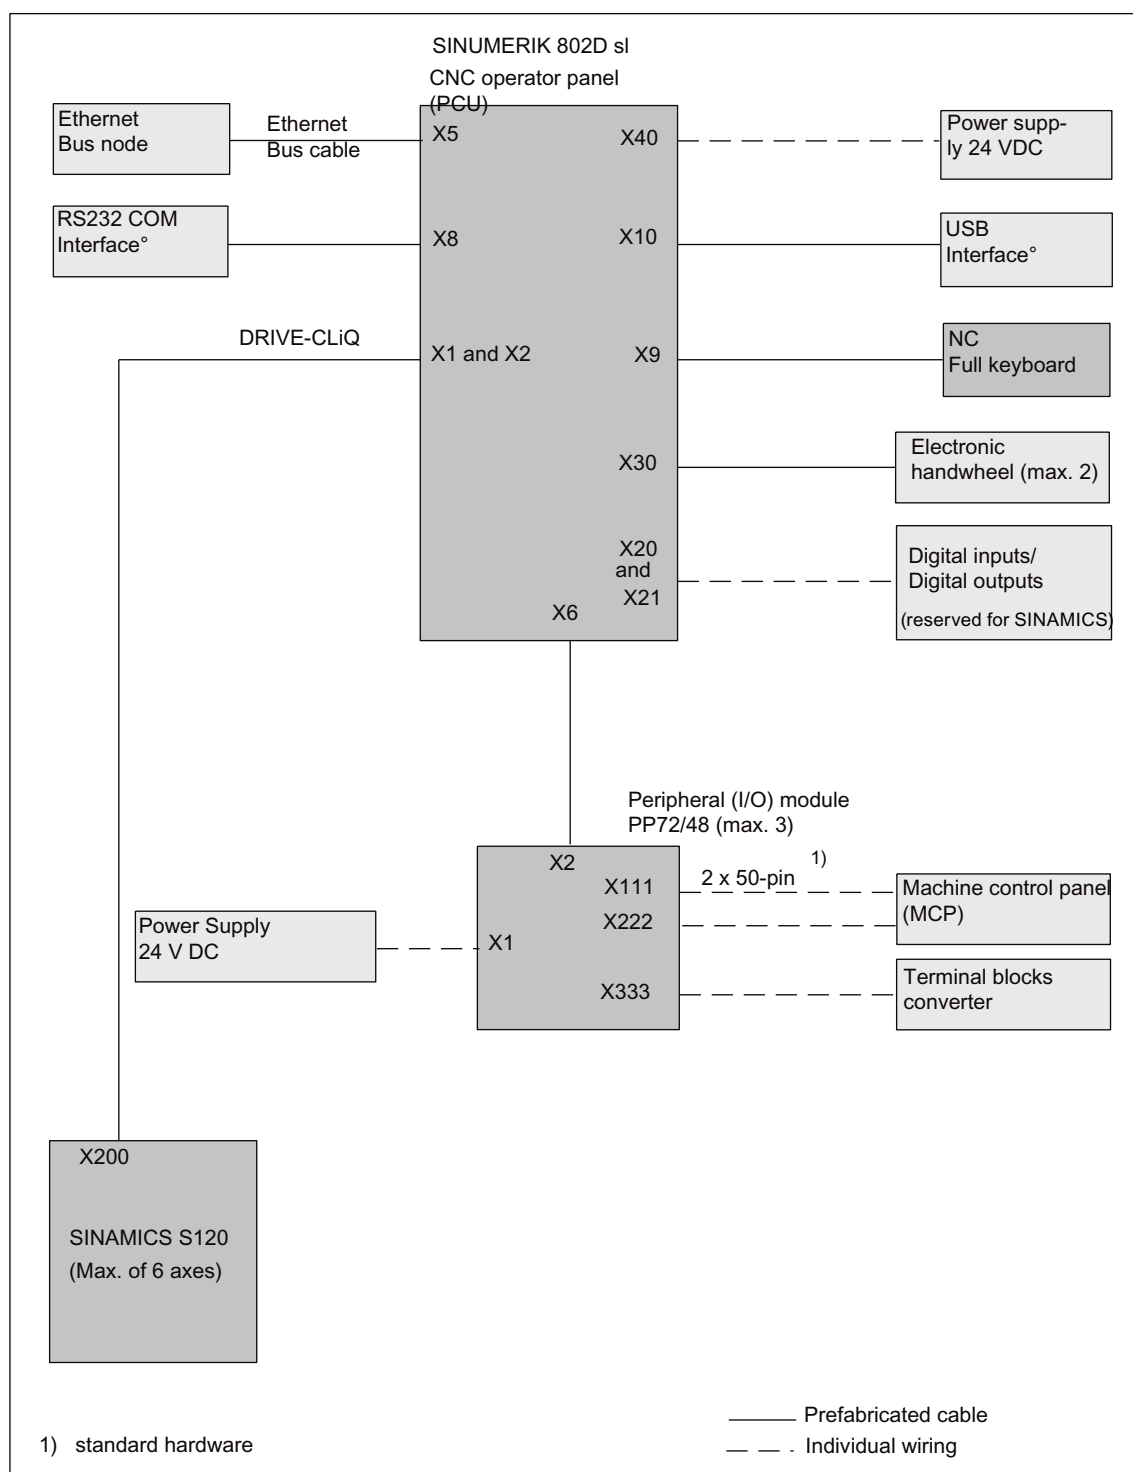 SINUMERIK 802D sl
CNC operator panel
(PCU)
Ethernet
Bus node
Ethernet
Bus cable
X5
X40
Power supp-
ly 24 VDC
RS232 COM
Interface°
X8
X10
USB
Interface°
DRIVE-CLiQ
X1 and X2
X9
NC
Full keyboard
X30
Electronic
handwheel (max. 2)
X20
and
X21
Digital inputs/
Digital outputs
(reserved for SINAMICS)
X6
Peripheral (I/O) module
PP72/48 (max. 3)
X2
X111
2 x 50-pin
1)
Machine control panel
(MCP)
X222
Power Supply
24 V DC
X1
X333
Terminal blocks
converter
X200
SINAMICS S120
(Max. of 6 axes)
Prefabricated cable
Individual wiring
1) standard hardware